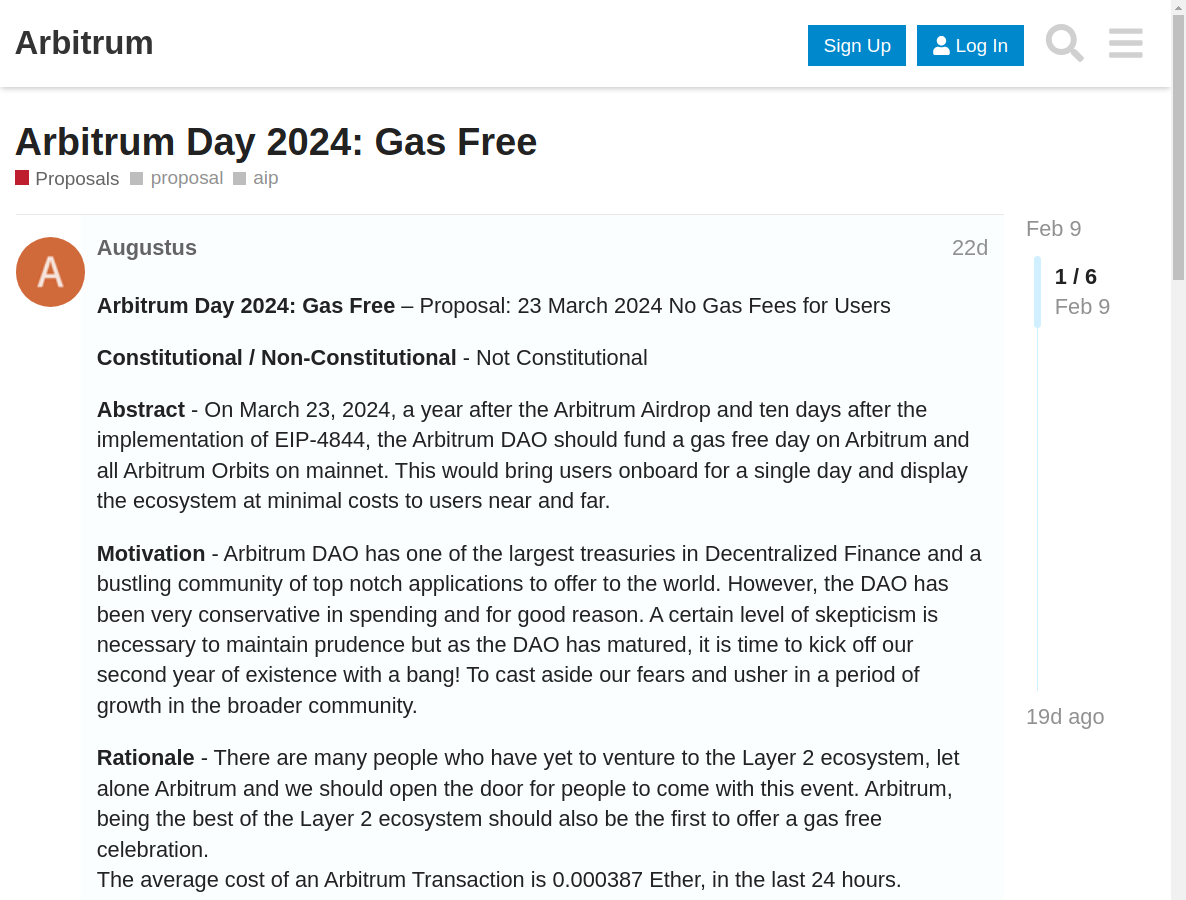 Arbitrum
Sign Up
Log In
Arbitrum Day 2024: Gas Free
Proposals proposal aip
A
Augustus
22d
Arbitrum Day 2024: Gas Free – Proposal: 23 March 2024 No Gas Fees for Users
Constitutional / Non-Constitutional - Not Constitutional
Abstract - On March 23, 2024, a year after the Arbitrum Airdrop and ten days after the
implementation of EIP-4844, the Arbitrum DAO should fund a gas free day on Arbitrum and
all Arbitrum Orbits on mainnet. This would bring users onboard for a single day and display
the ecosystem at minimal costs to users near and far.
Motivation - Arbitrum DAO has one of the largest treasuries in Decentralized Finance and a
bustling community of top notch applications to offer to the world. However, the DAO has
been very conservative in spending and for good reason. A certain level of skepticism is
necessary to maintain prudence but as the DAO has matured, it is time to kick off our
second year of existence with a bang! To cast aside our fears and usher in a period of
growth in the broader community.
Rationale - There are many people who have yet to venture to the Layer 2 ecosystem, let
alone Arbitrum and we should open the door for people to come with this event. Arbitrum,
being the best of the Layer 2 ecosystem should also be the first to offer a gas free
celebration.
The average cost of an Arbitrum Transaction is 0.000387 Ether, in the last 24 hours.
Feb 9
1 / 6
Feb 9
19d ago